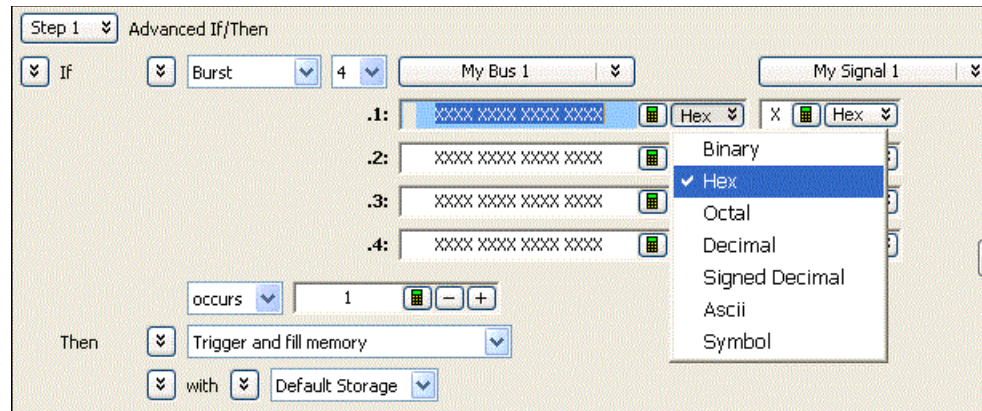 Step 1 Advanced If/Then
If Burst 4 My Bus 1 My Signal 1
.1: XXXX XXXX XXXX XXXX Hex X Hex
Binary
.2: XXXX XXXX XXXX XXXX
Hex
.3: XXXX XXXX XXXX XXXX
Octal
.4: XXXX XXXX XXXX XXXX
Decimal
Signed Decimal
occurs 1
Ascii
Then Trigger and fill memory
Symbol
with Default Storage